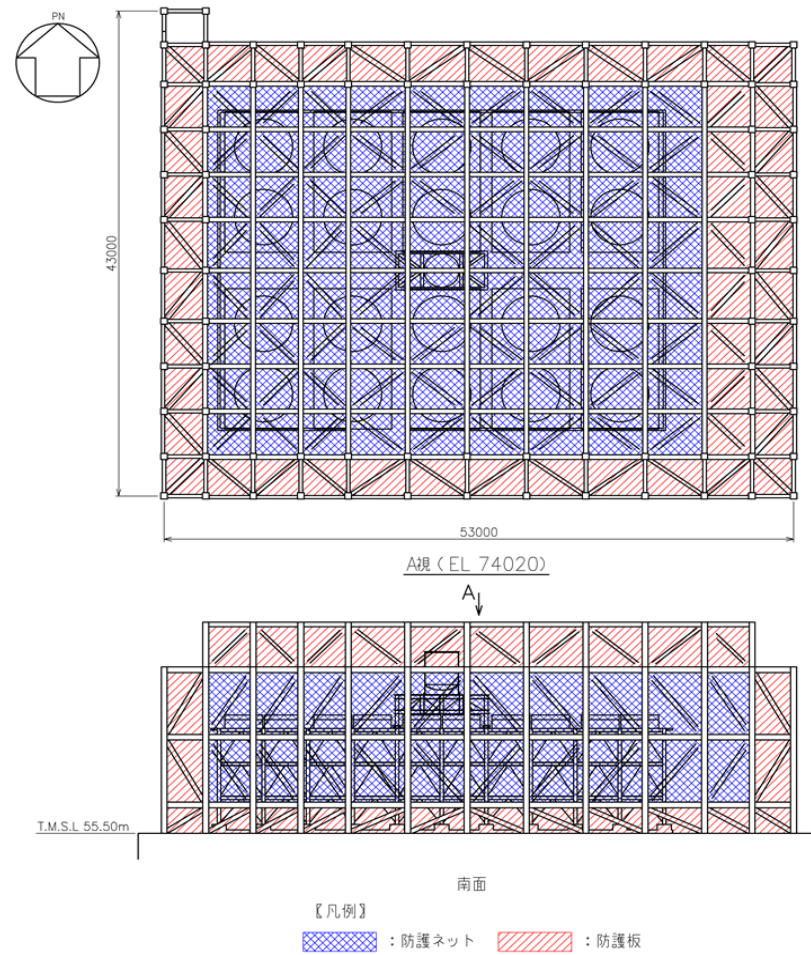 PN
43000
53000
A視（EL 74020）
A
T.M.S.L 55.50m
南面
〖凡例〗
：防護ネット ：防護板